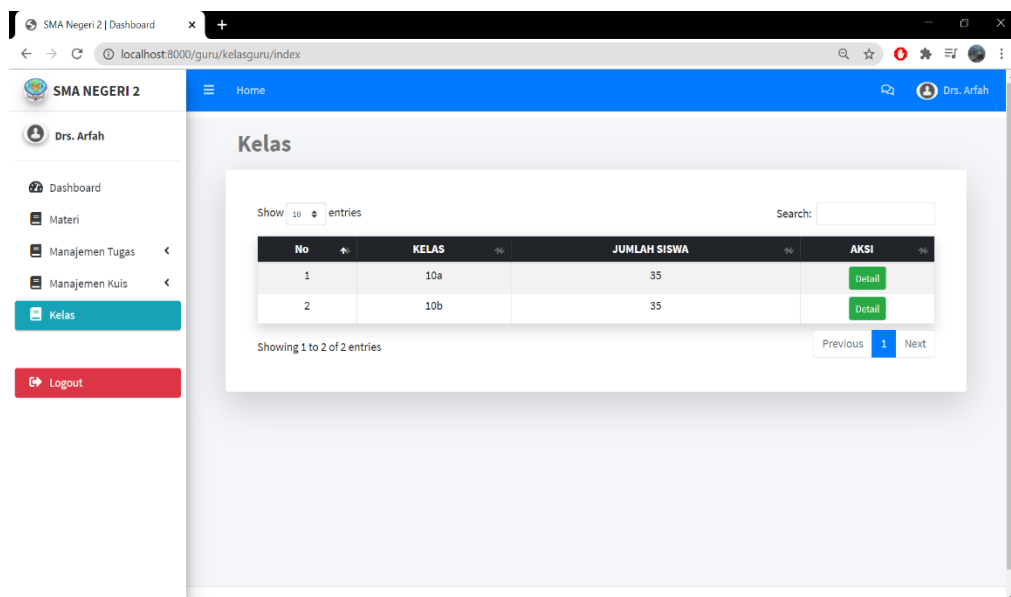 SMA Negeri 2 | Dashboard
localhost:8000/guru/kelasguru/index
SMA NEGERI 2
Home
Drs. Arfah
Drs. Arfah
Kelas
Dashboard
Materi
Manajemen Tugas
Manajemen Kuis
Kelas
Logout
Show 10 entries
Search:
No KELAS JUMLAH SISWA AKSI
1 10a 35 Detail
2 10b 35 Detail
Showing 1 to 2 of 2 entries
Previous 1 Next